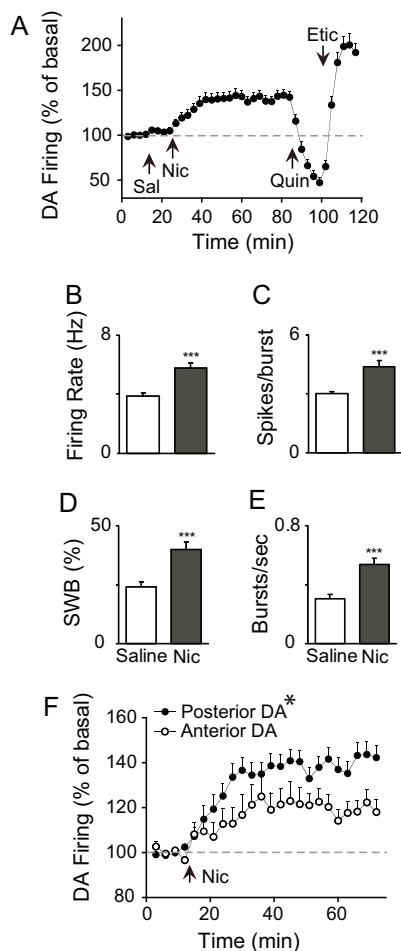 A
DA Firing (% of basal)
200
150
100
50
Etic
Sal
Nic
Quin
0 20 40 60 80 100 120
Time (min)
B
Firing Rate (Hz)
8
0
***
C
Spikes/burst
6
0
***
D
SWB (%)
50
0
***
Saline Nic
E
Bursts/sec
0.8
0
***
Saline Nic
F
DA Firing (% of basal)
160
140
120
100
80
Posterior DA*
Anterior DA
Nic
0 20 40 60
Time (min)